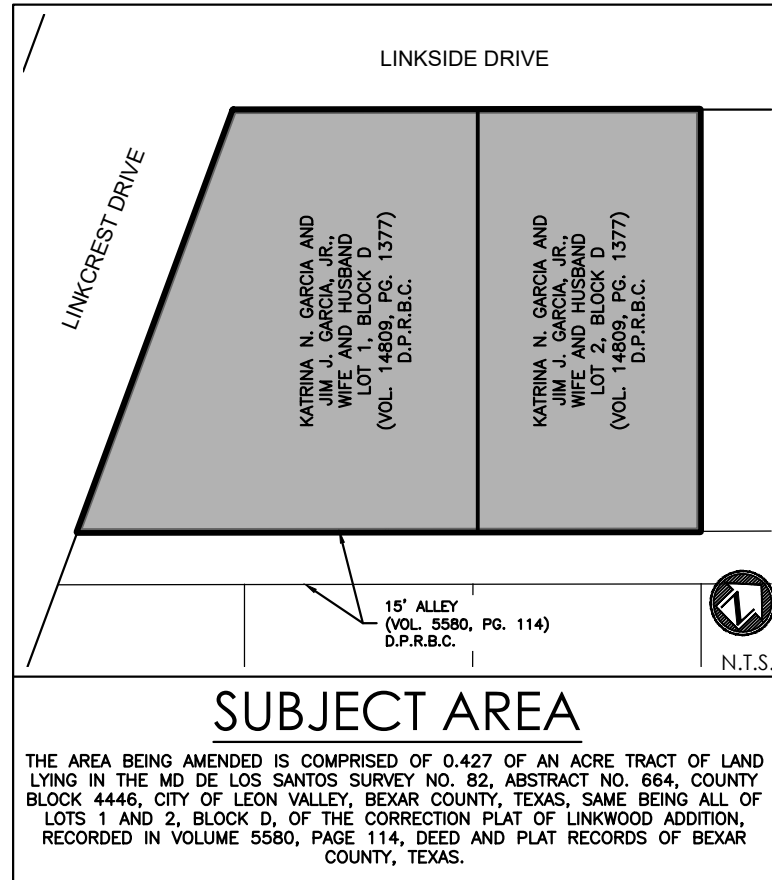 LINKSIDE DRIVE
LINKCREST DRIVE
KATRINA N. GARCIA AND
JIM J. GARCIA, JR.,
WIFE AND HUSBAND
LOT 1, BLOCK D
(VOL. 14809, PG. 1377)
D.P.R.B.C.
KATRINA N. GARCIA AND
JIM J. GARCIA, JR.,
WIFE AND HUSBAND
LOT 2, BLOCK D
(VOL. 14809, PG. 1377)
D.P.R.B.C.
15' ALLEY
(VOL. 5580, PG. 114)
D.P.R.B.C.
N
N.T.S.
SUBJECT AREA
THE AREA BEING AMENDED IS COMPRISED OF 0.427 OF AN ACRE TRACT OF LAND
LYING IN THE MD DE LOS SANTOS SURVEY NO. 82, ABSTRACT NO. 664, COUNTY
BLOCK 4446, CITY OF LEON VALLEY, BEXAR COUNTY, TEXAS, SAME BEING ALL OF
LOTS 1 AND 2, BLOCK D, OF THE CORRECTION PLAT OF LINKWOOD ADDITION,
RECORDED IN VOLUME 5580, PAGE 114, DEED AND PLAT RECORDS OF BEXAR
COUNTY, TEXAS.